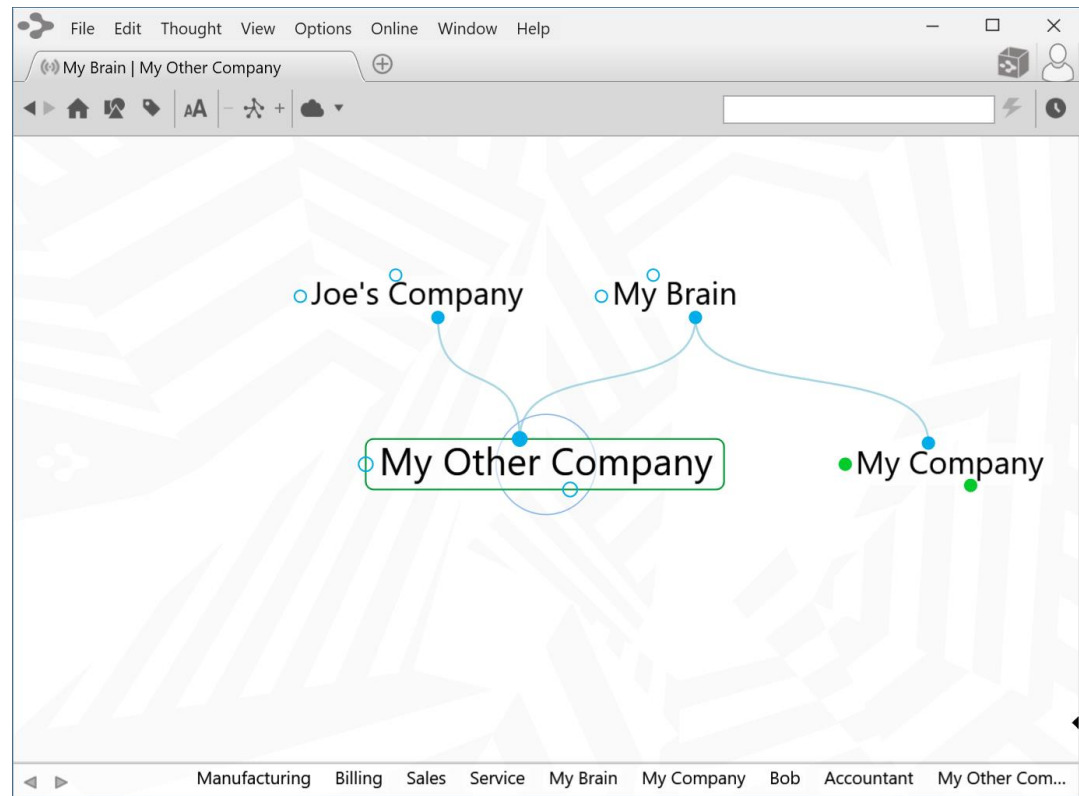 File Edit Thought View Options Online Window Help
My Brain | My Other Company
AA
Joe's Company My Brain
My Other Company My Company
Manufacturing Billing Sales Service My Brain My Company Bob Accountant My Other Com...